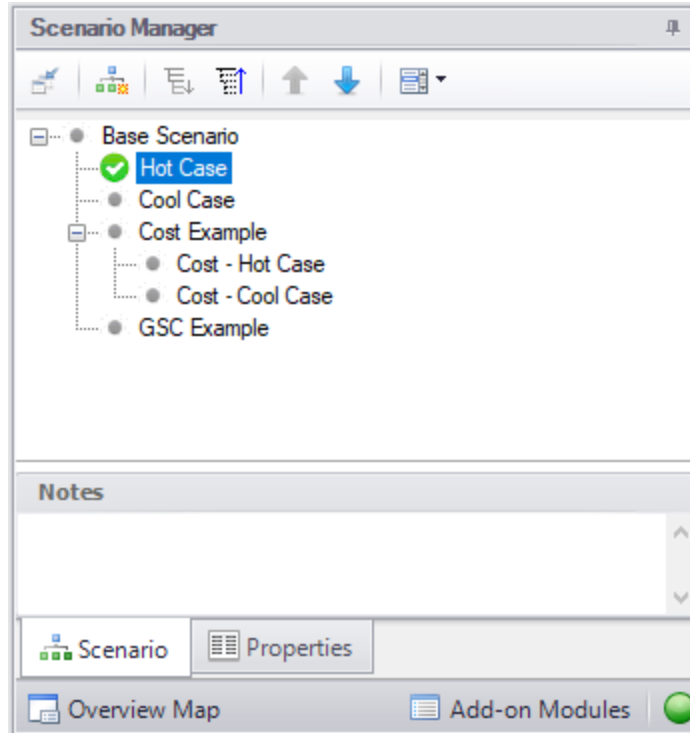 Scenario Manager
Base Scenario
Hot Case
Cool Case
Cost Example
Cost - Hot Case
Cost - Cool Case
GSC Example
Notes
Scenario Properties
Overview Map Add-on Modules